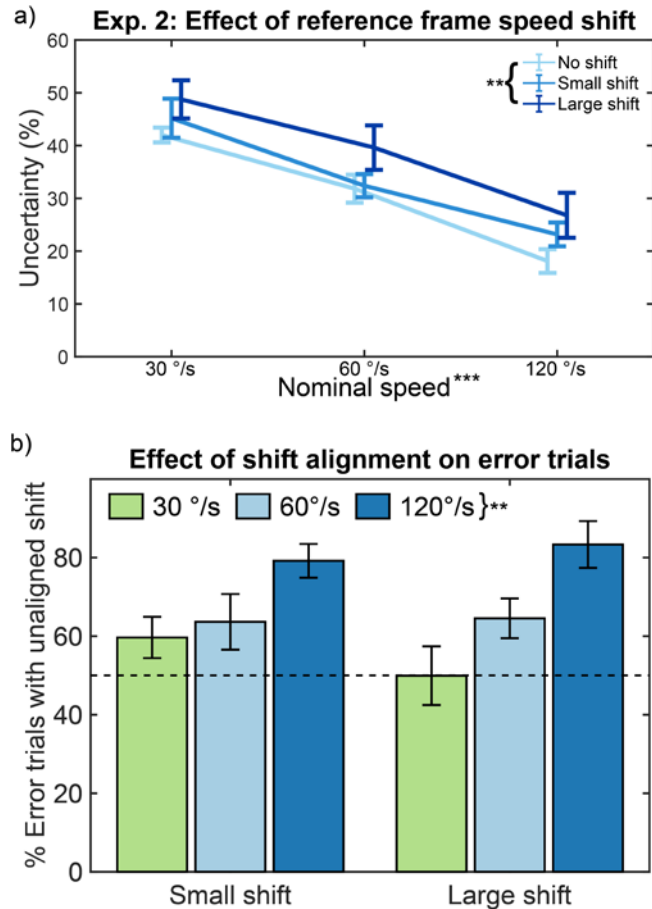 a) Exp. 2: Effect of reference frame speed shift
60
50
40
30
20
10
0
Uncertainty (%)
No shift
** { Small shift
Large shift
30 °/s 60 °/s 120 °/s
Nominal speed***
b) Effect of shift alignment on error trials
30 °/s 60°/s 120°/s}**
80
60
40
20
0
% Error trials with unaligned shift
Small shift Large shift